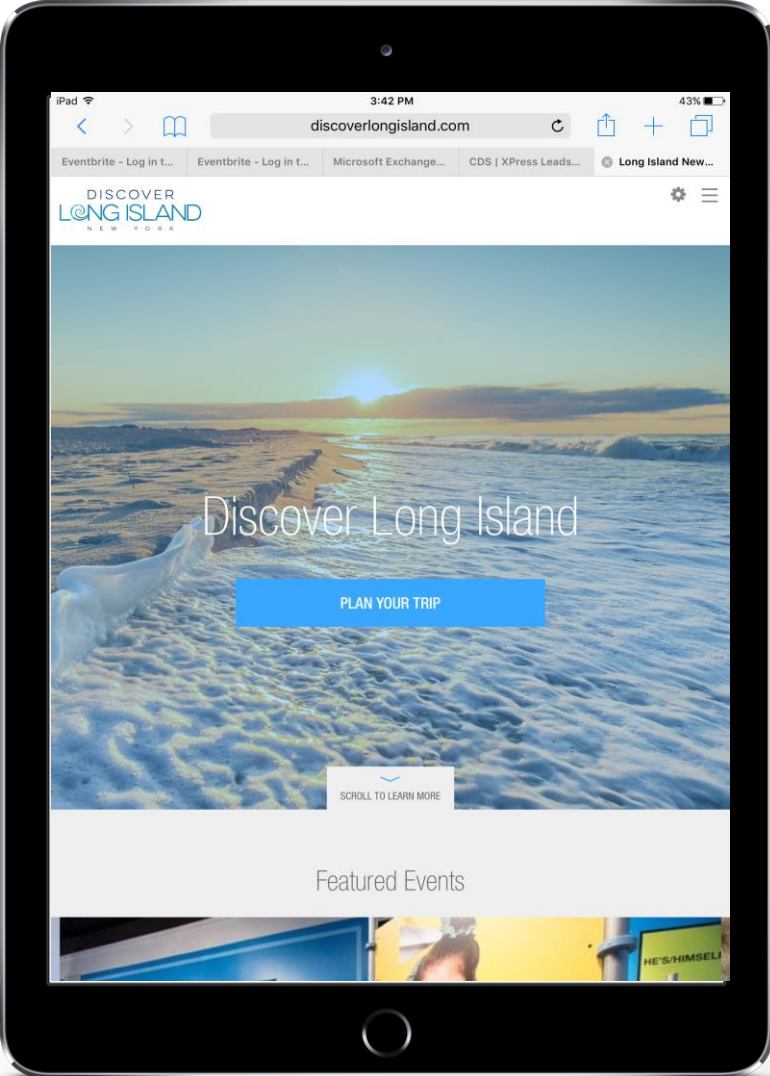 iPad
3:42 PM
43%
discoverlongisland.com
Eventbrite - Log in t...
Eventbrite - Log in t...
Microsoft Exchange...
CDS | XPress Leads...
Long Island New...
DISCOVER
LONG ISLAND
NEW YORK
Discover Long Island
PLAN YOUR TRIP
SCROLL TO LEARN MORE
Featured Events
HE'S/HIMSEL